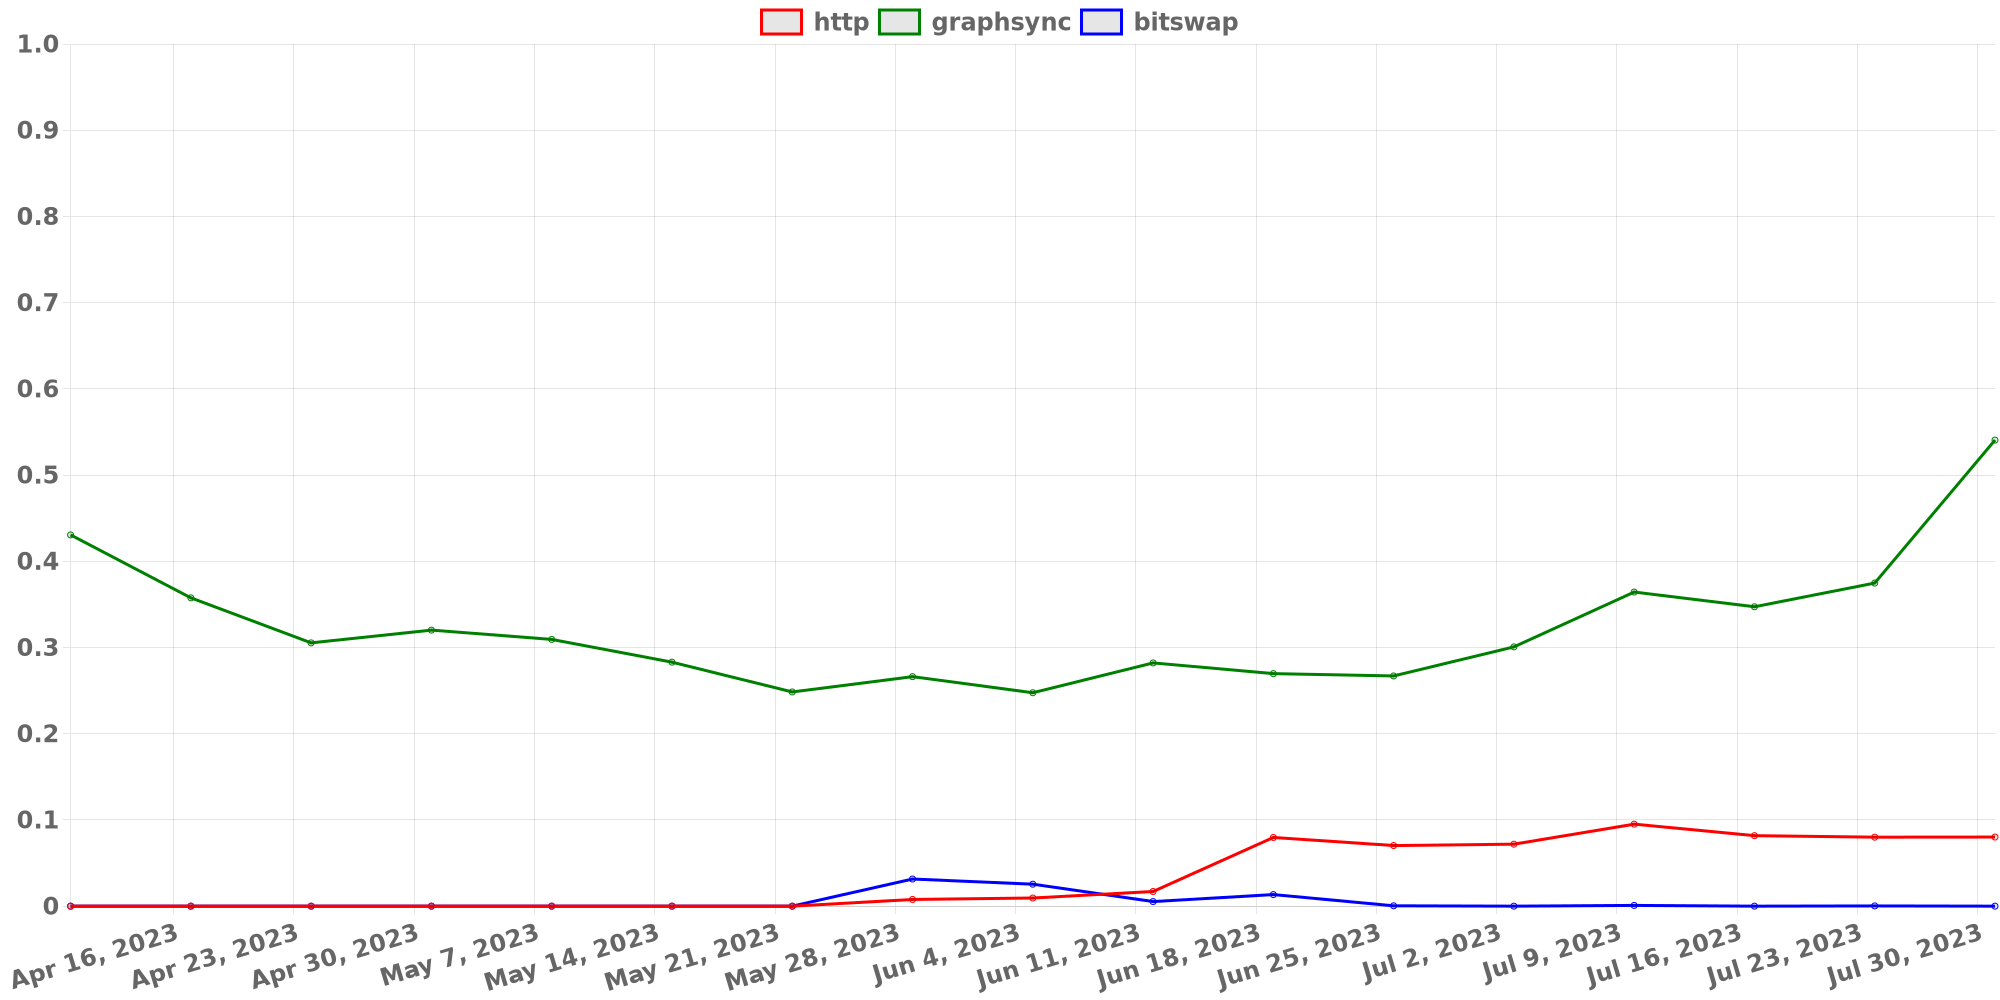 http graphsync bitswap
1.0
0.9
0.8
0.7
0.6
0.5
0.4
0.3
0.2
0.1
0
Apr 16, 2023
Apr 23, 2023
Apr 30, 2023
May 7, 2023
May 14, 2023
May 21, 2023
May 28, 2023
Jun 4, 2023
Jun 11, 2023
Jun 18, 2023
Jun 25, 2023
Jul 2, 2023
Jul 9, 2023
Jul 16, 2023
Jul 23, 2023
Jul 30, 2023